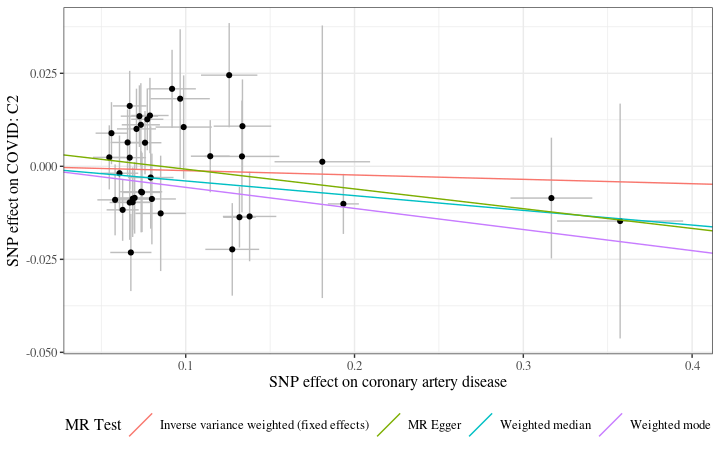 SNP effect on COVID: C2
0.025
0.000
-0.025
-0.050
0.1
0.2
0.3
0.4
SNP effect on coronary artery disease
MR Test
Inverse variance weighted (fixed effects)
MR Egger
Weighted median
Weighted mode